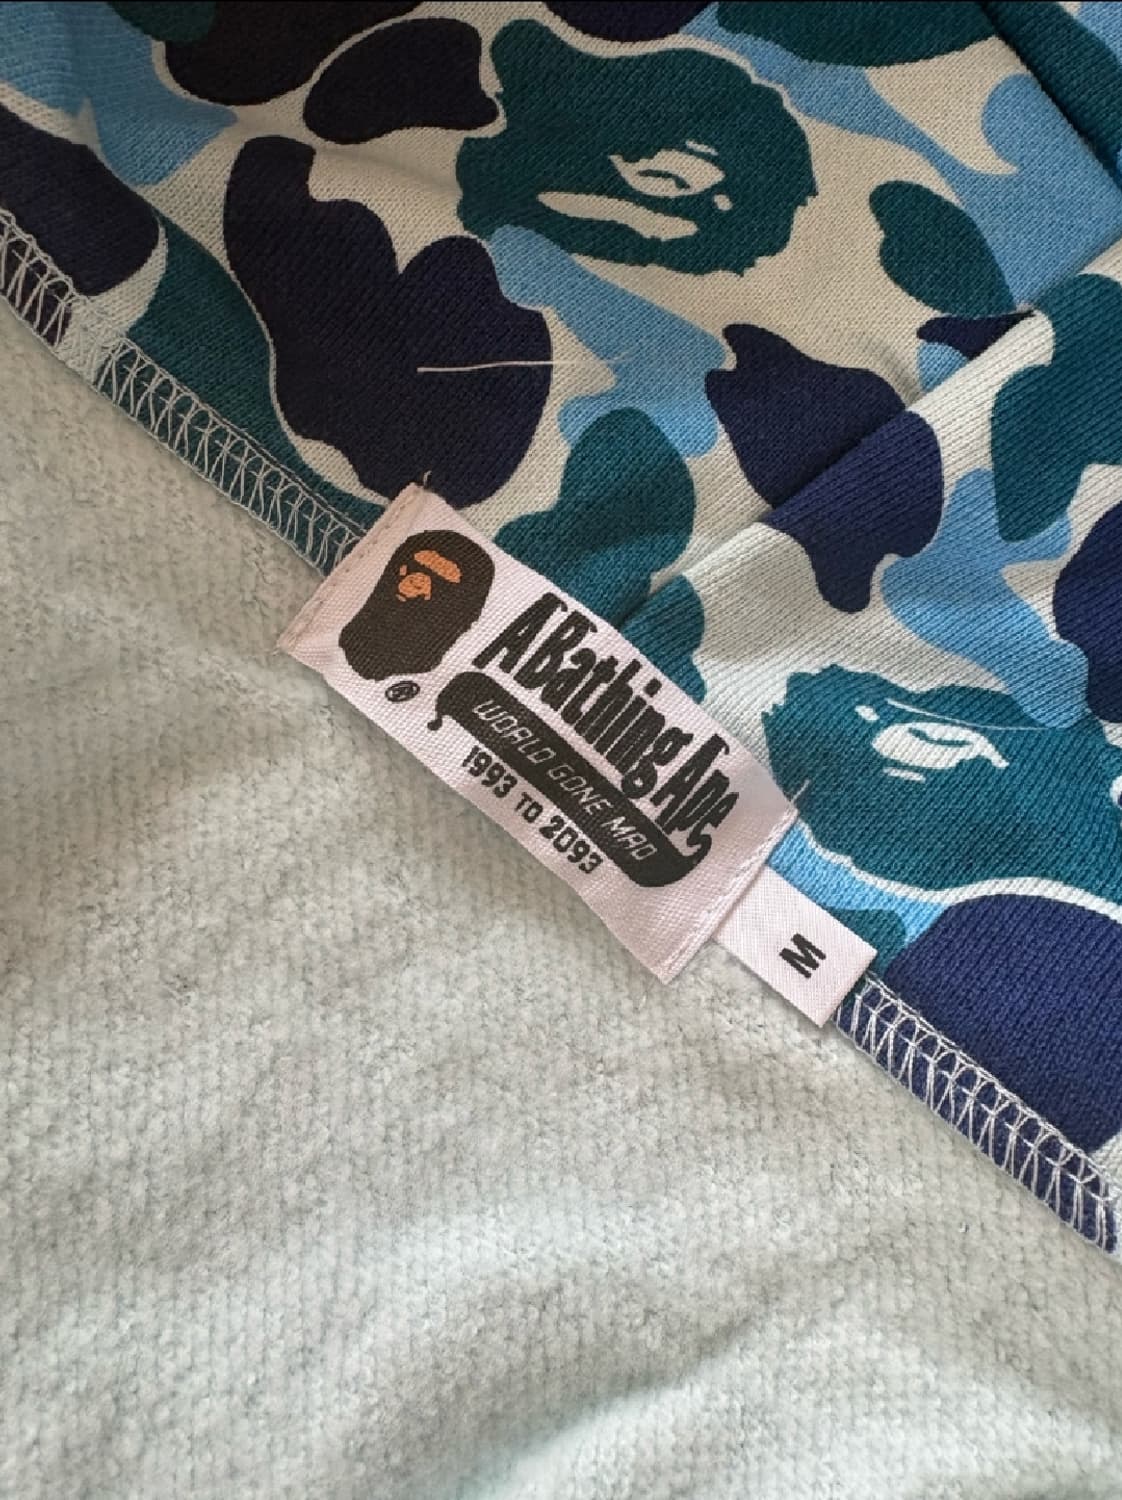 A Bathing Ape
WORLD GONE MAD
1993 TO 2093
®
M